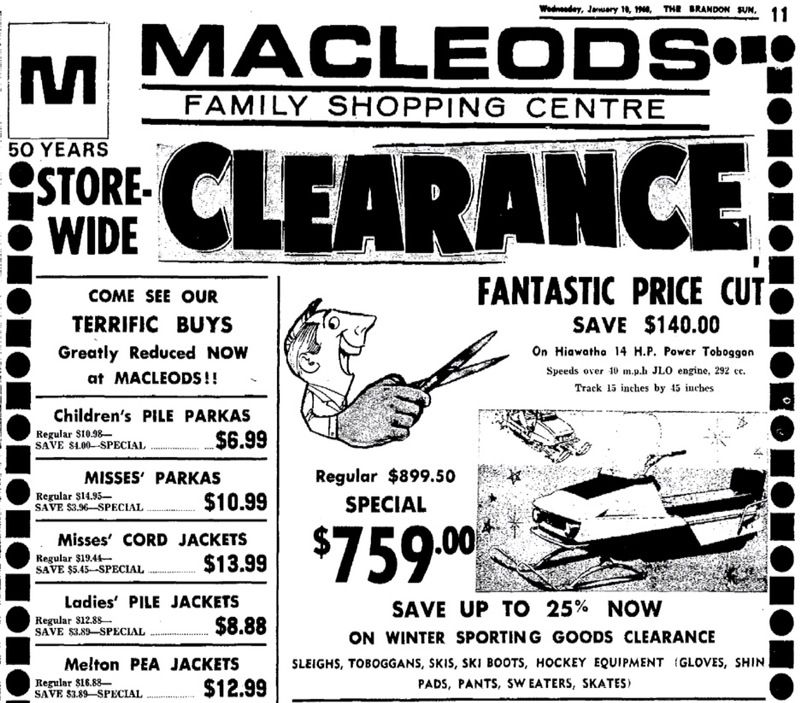 Wednesday, January 10, 1968, THE BRANDON SUN, 11
M
50 YEARS
MACLEODS
FAMILY SHOPPING CENTRE
STORE-
WIDE
CLEARANCE
COME SEE OUR
TERRIFIC BUYS
Greatly Reduced NOW
at MACLEODS!!
Children's PILE PARKAS
Regular $10.98—
SAVE $4.00—SPECIAL ............ $6.99
MISSES' PARKAS
Regular $14.95—
SAVE $3.96—SPECIAL ............ $10.99
Misses' CORD JACKETS
Regular $19.44—
SAVE $5.45—SPECIAL ............ $13.99
Ladies' PILE JACKETS
Regular $12.88—
SAVE $3.89—SPECIAL ............ $8.88
Melton PEA JACKETS
Regular $16.88—
SAVE $3.89—SPECIAL ............ $12.99
FANTASTIC PRICE CUT
SAVE $140.00
On Hiawatha 14 H.P. Power Toboggan
Speeds over 40 m.p.h JLO engine, 292 cc.
Track 15 inches by 45 inches
Regular $899.50
SPECIAL
$759.00
SAVE UP TO 25% NOW
ON WINTER SPORTING GOODS CLEARANCE
SLEIGHS, TOBOGGANS, SKIS, SKI BOOTS, HOCKEY EQUIPMENT (GLOVES, SHIN
PADS, PANTS, SWEATERS, SKATES)